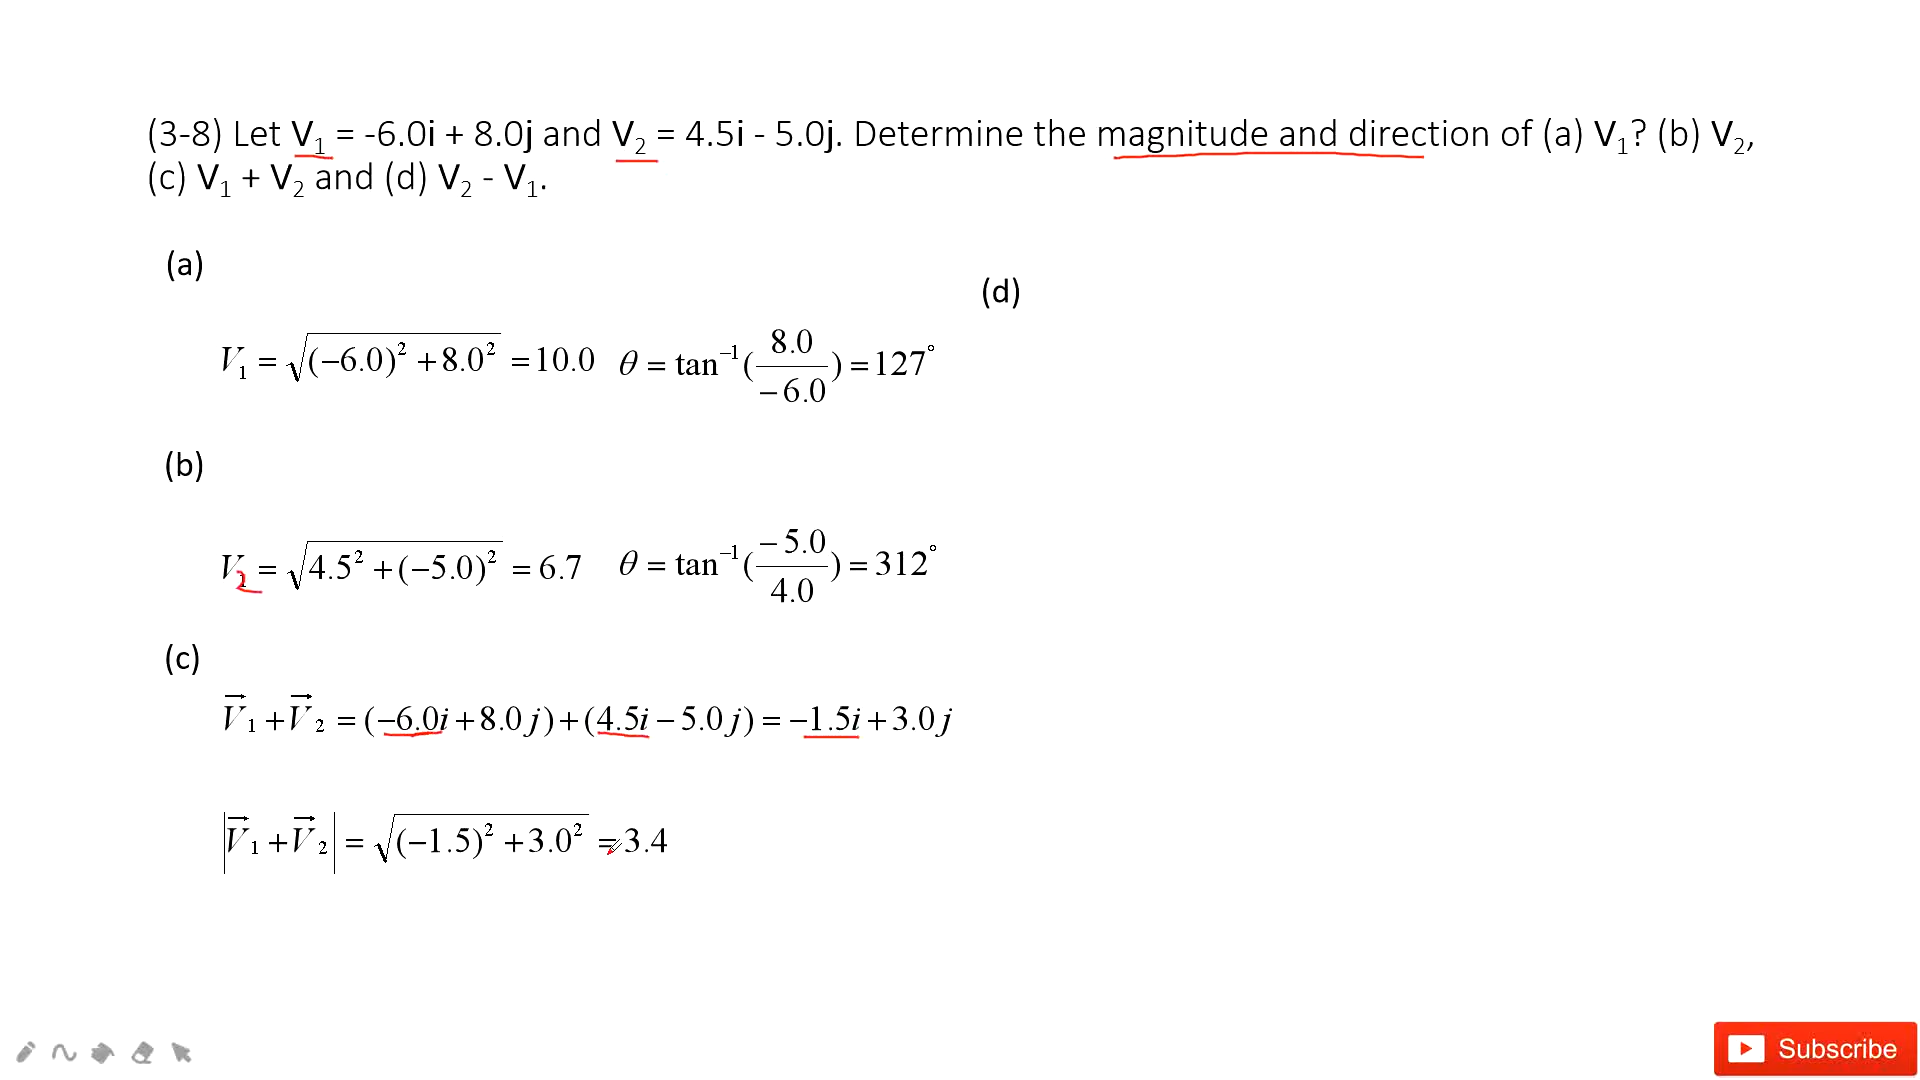 (3-8) Let V₁ = -6.0i + 8.0j and V₂ = 4.5i - 5.0j. Determine the magnitude and direction of (a) V₁? (b) V₂,
(c) V₁ + V₂ and (d) V₂ - V₁.
(a)
V₁ = √((−6.0)² + 8.0²) = 10.0 θ = tan⁻¹(8.0/−6.0) = 127°
(b)
V₂ = √(4.5² + (−5.0)²) = 6.7 θ = tan⁻¹(−5.0/4.0) = 312°
(c)
V⃗₁ + V⃗₂ = (−6.0i + 8.0j) + (4.5i − 5.0j) = −1.5i + 3.0j
|V⃗₁ + V⃗₂| = √((−1.5)² + 3.0²) = 3.4
(d)
Subscribe